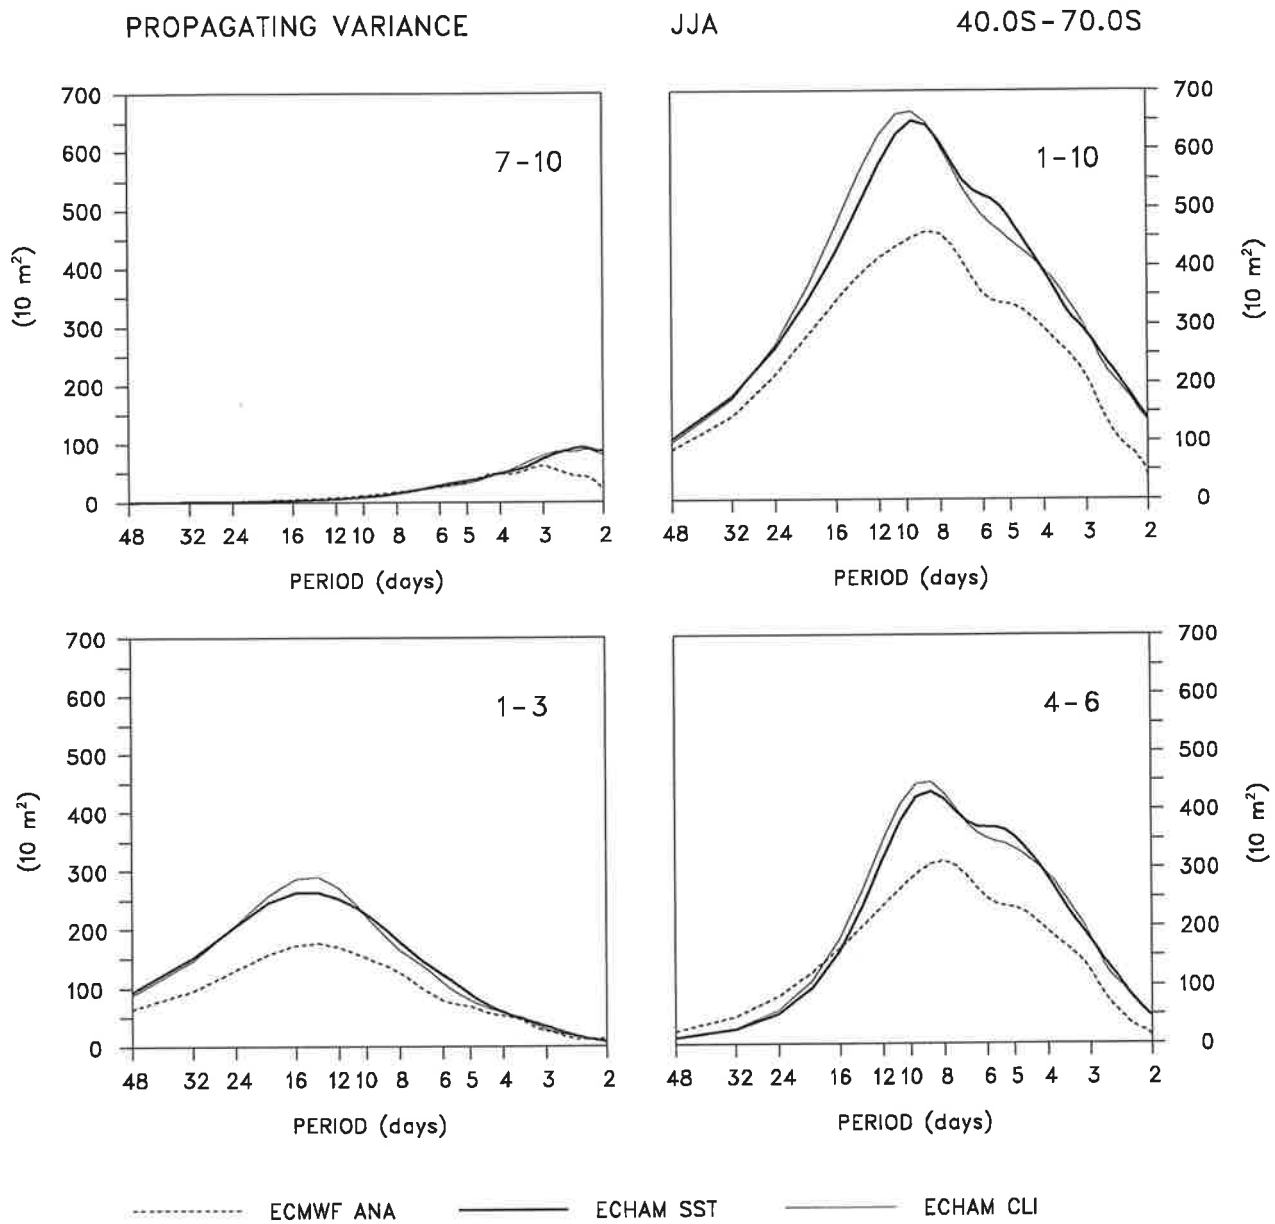 PROPAGATING VARIANCE JJA 40.0S-70.0S
700
600
500
400
300
200
100
0
(10 m²)
7-10
48 32 24 16 12 10 8 6 5 4 3 2
PERIOD (days)
700
600
500
400
300
200
100
0
(10 m²)
1-10
48 32 24 16 12 10 8 6 5 4 3 2
PERIOD (days)
700
600
500
400
300
200
100
0
(10 m²)
1-3
48 32 24 16 12 10 8 6 5 4 3 2
PERIOD (days)
700
600
500
400
300
200
100
0
(10 m²)
4-6
48 32 24 16 12 10 8 6 5 4 3 2
PERIOD (days)
ECMWF ANA ECHAM SST ECHAM CLI